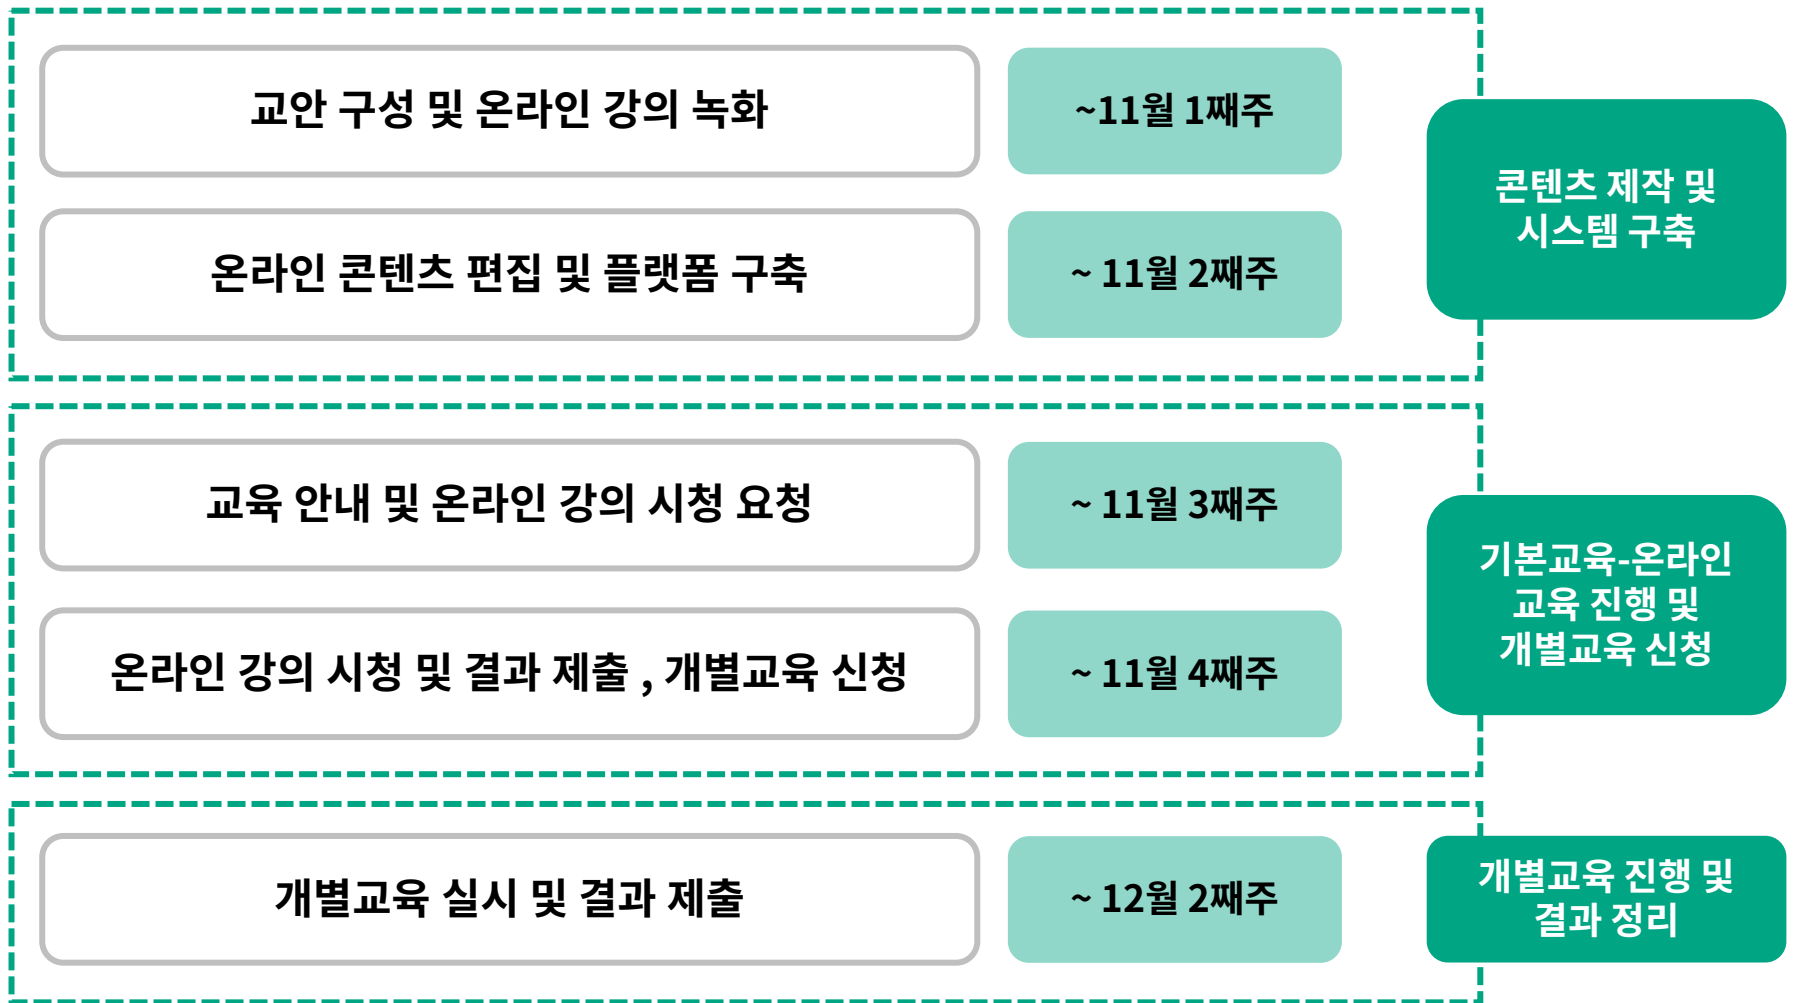 교안 구성 및 온라인 강의 녹화
~11월 1째주
온라인 콘텐츠 편집 및 플랫폼 구축
~ 11월 2째주
콘텐츠 제작 및
시스템 구축
교육 안내 및 온라인 강의 시청 요청
~ 11월 3째주
온라인 강의 시청 및 결과 제출 , 개별교육 신청
~ 11월 4째주
기본교육-온라인
교육 진행 및
개별교육 신청
개별교육 실시 및 결과 제출
~ 12월 2째주
개별교육 진행 및
결과 정리